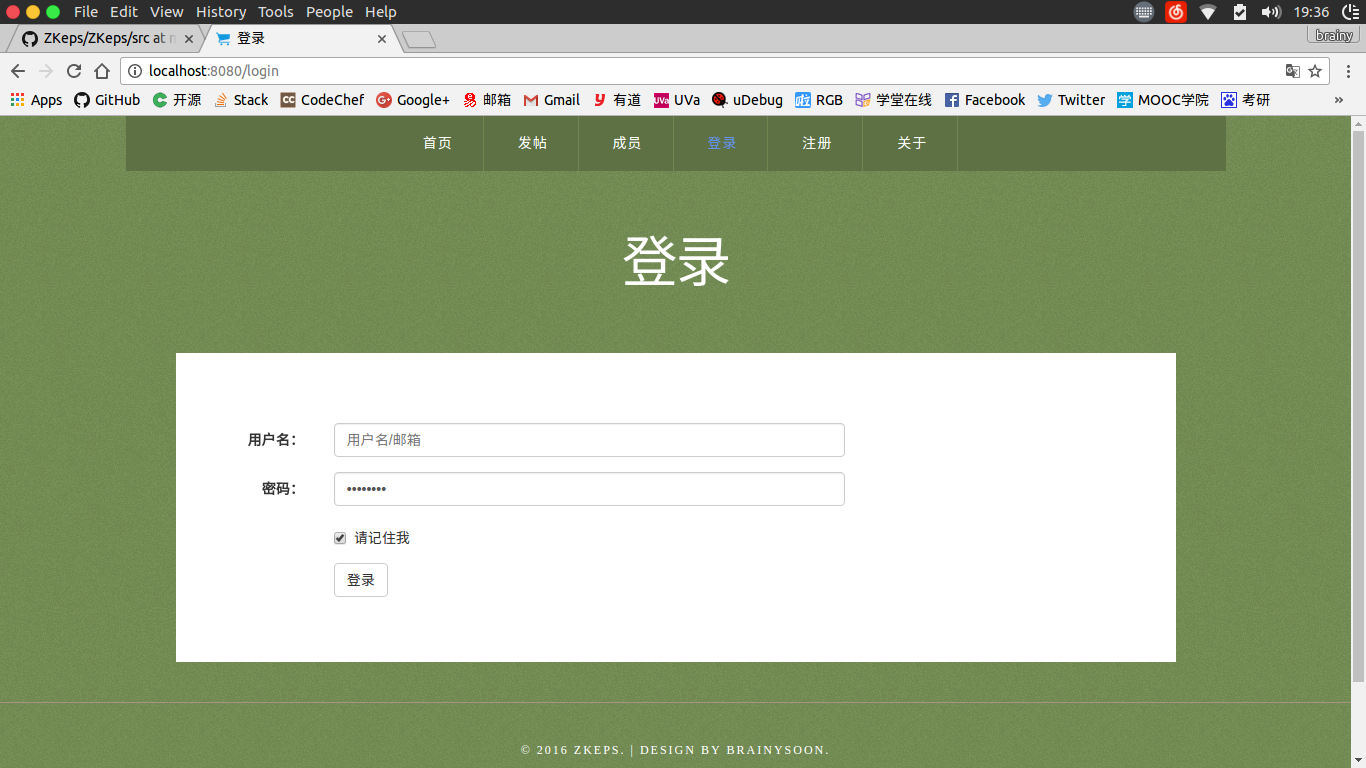 File Edit View History Tools People Help 19:36
ZKeps/ZKeps/src at m 登录 brainy
localhost:8080/login
Apps GitHub 开源 Stack CodeChef Google+ 邮箱 Gmail 有道 UVa uDebug RGB 学堂在线 Facebook Twitter MOOC学院 考研 »
首页 发帖 成员 登录 注册 关于
登录
用户名： 用户名/邮箱
密码： ••••••••
请记住我
登录
© 2016 ZKEPS. | DESIGN BY BRAINYSOON.